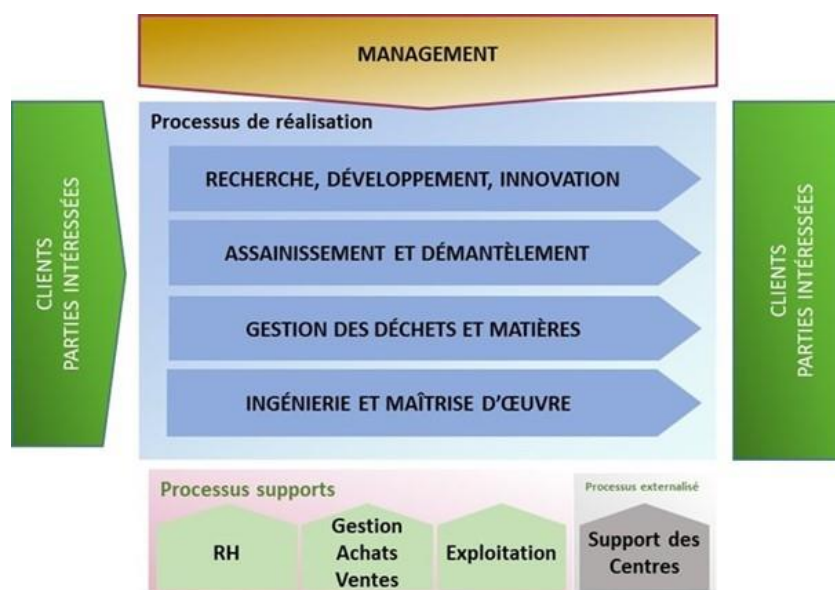 MANAGEMENT
CLIENTS
PARTIES INTÉRESSÉES
Processus de réalisation
RECHERCHE, DÉVELOPPEMENT, INNOVATION
ASSAINISSEMENT ET DÉMANTÈLEMENT
GESTION DES DÉCHETS ET MATIÈRES
INGÉNIERIE ET MAÎTRISE D'ŒUVRE
CLIENTS
PARTIES INTÉRESSÉES
Processus supports
RH
Gestion
Achats
Ventes
Exploitation
Processus externalisé
Support des
Centres